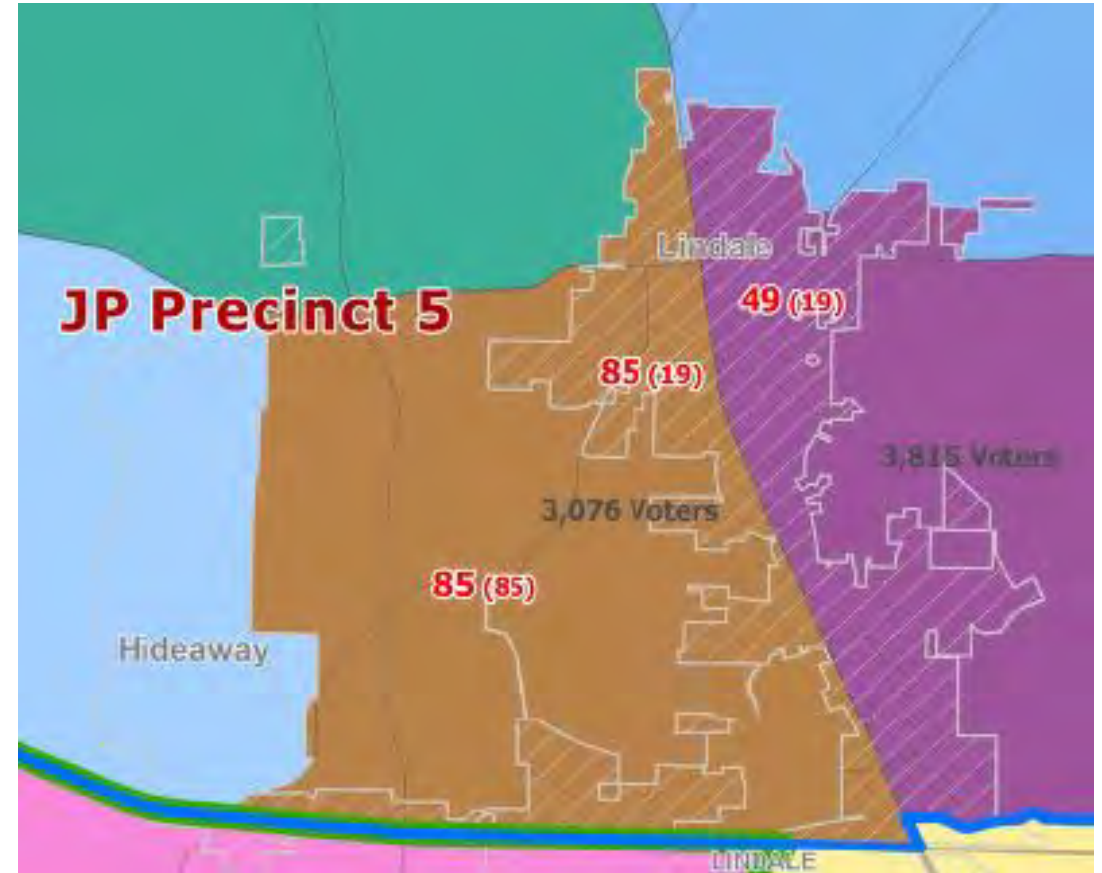 Lindale
JP Precinct 5
49 (19)
85 (19)
3,815 Voters
3,076 Voters
85 (85)
Hideaway
LINDALE